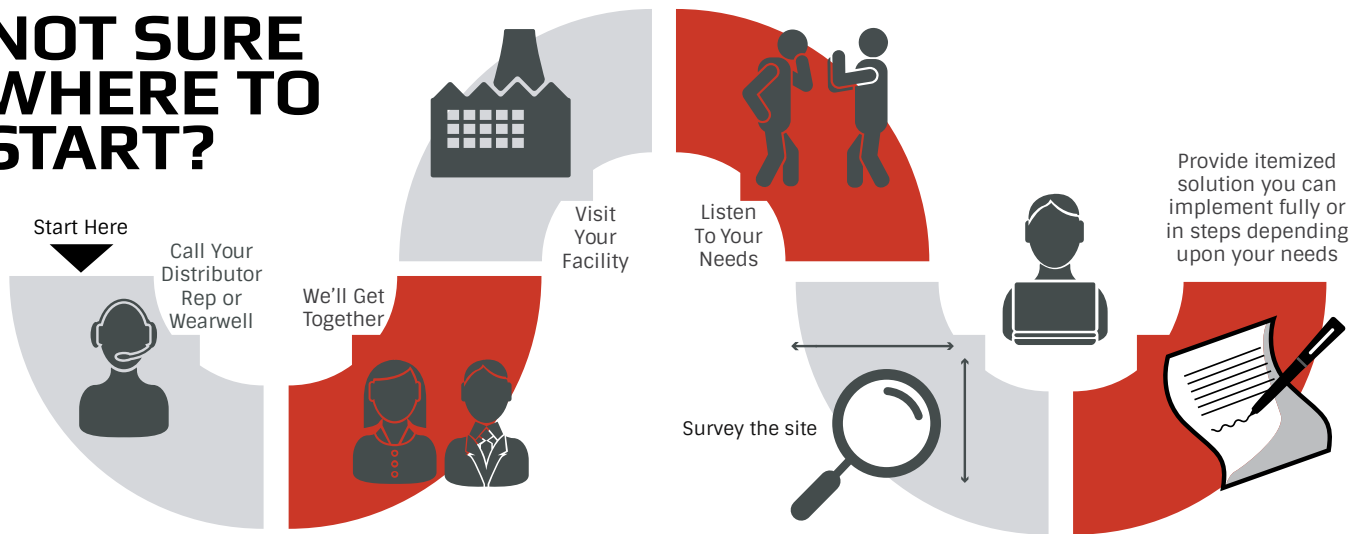 NOT SURE
WHERE TO
START?
Start Here
Call Your
Distributor
Rep or
Wearwell
We'll Get
Together
Visit
Your
Facility
Listen
To Your
Needs
Survey the site
Provide itemized
solution you can
implement fully or
in steps depending
upon your needs